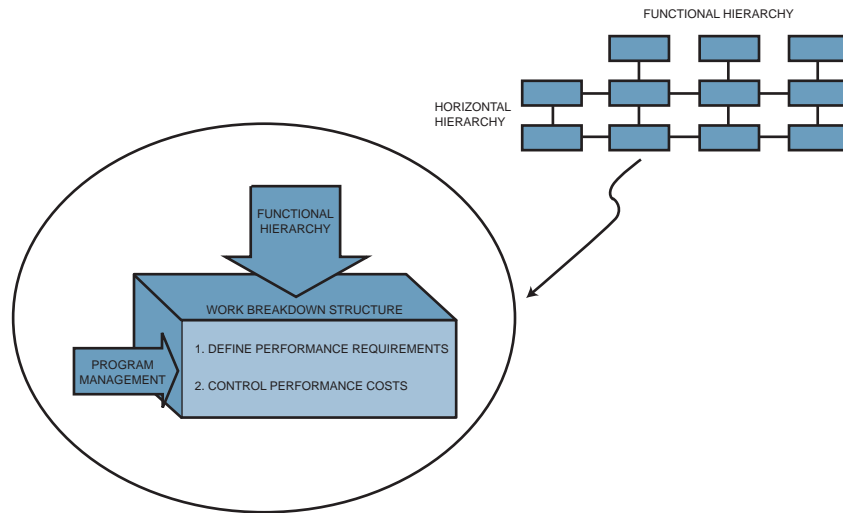 FUNCTIONAL HIERARCHY
HORIZONTAL
HIERARCHY
FUNCTIONAL
HIERARCHY
WORK BREAKDOWN STRUCTURE
1. DEFINE PERFORMANCE REQUIREMENTS
PROGRAM
MANAGEMENT
2. CONTROL PERFORMANCE COSTS